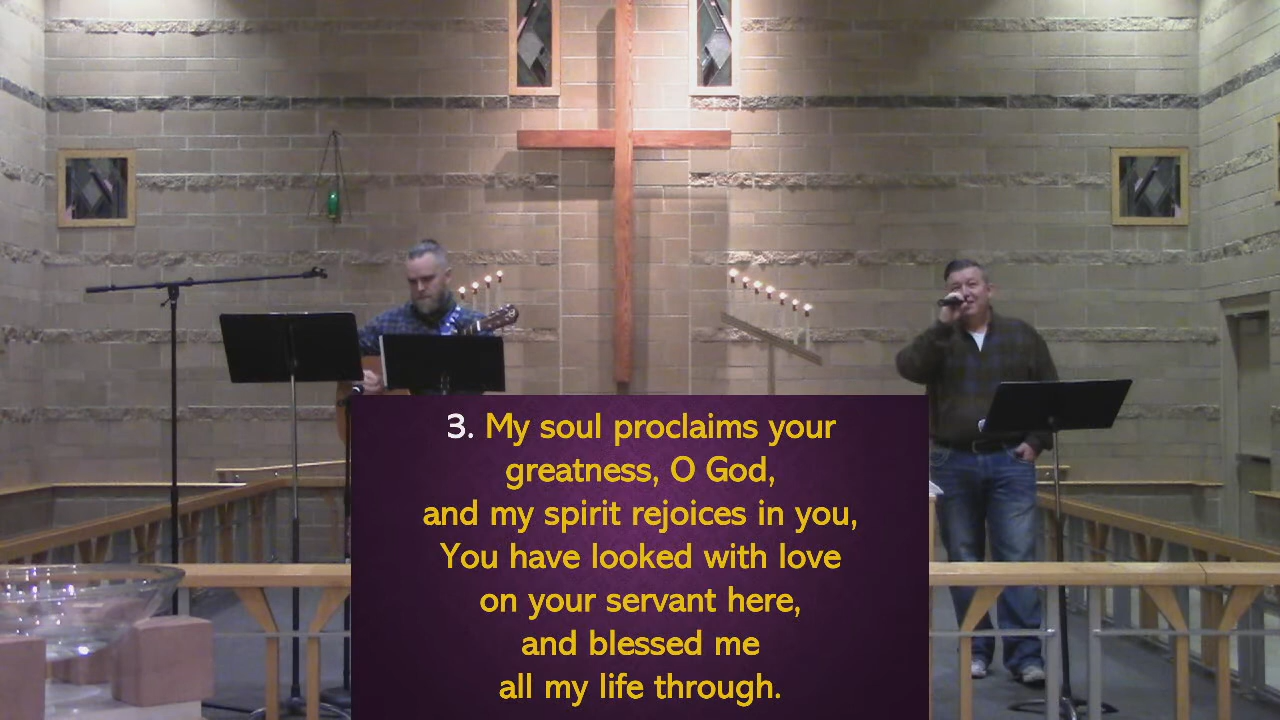 3. My soul proclaims your
greatness, O God,
and my spirit rejoices in you,
You have looked with love
on your servant here,
and blessed me
all my life through.